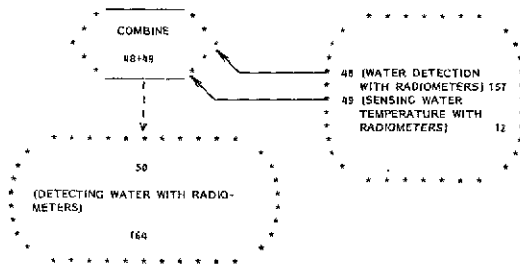 COMBINE
48+49
48 (WATER DETECTION
WITH RADIOMETERS) 157
49 (SENSING WATER
TEMPERATURE WITH
RADIOMETERS) 12
50
(DETECTING WATER WITH RADIO-
METERS)
164